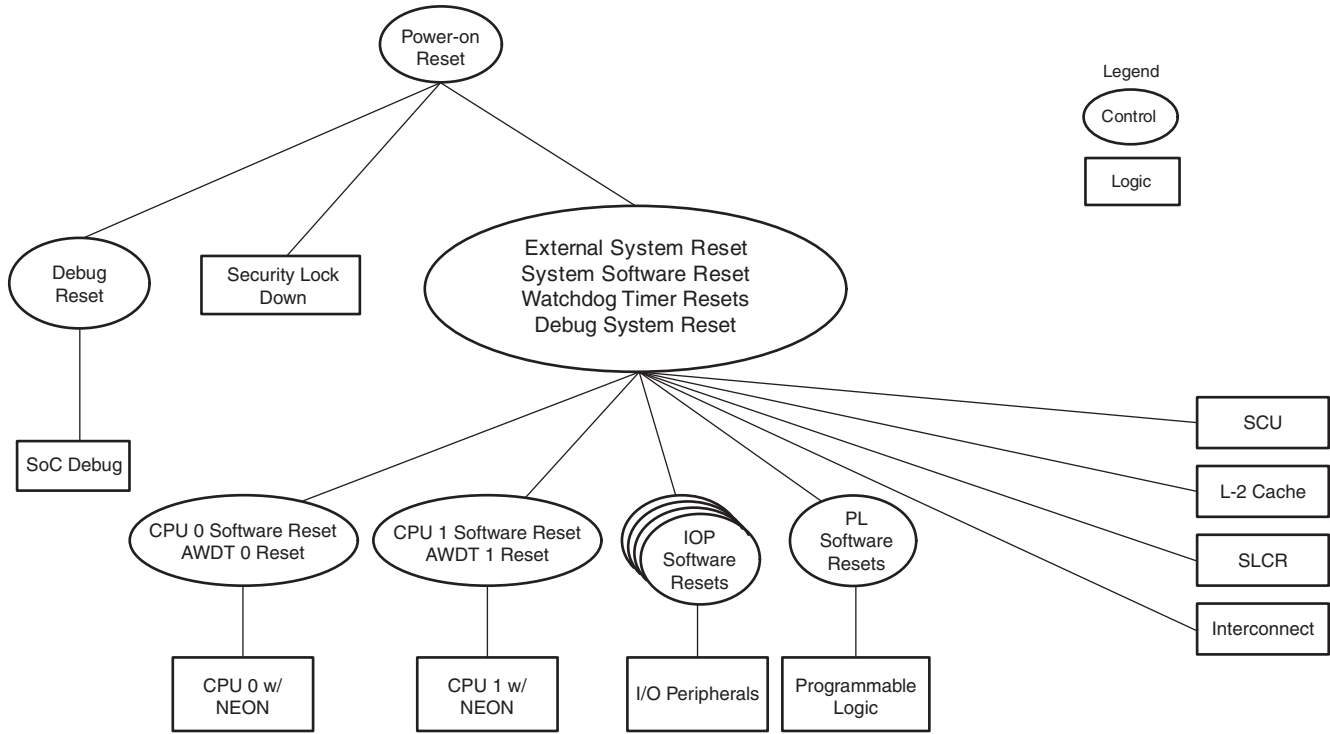 Power-on
Reset
Legend
Control
Logic
Debug
Reset
Security Lock
Down
External System Reset
System Software Reset
Watchdog Timer Resets
Debug System Reset
SoC Debug
SCU
L-2 Cache
SLCR
Interconnect
CPU 0 Software Reset
AWDT 0 Reset
CPU 1 Software Reset
AWDT 1 Reset
IOP
Software
Resets
PL
Software
Resets
CPU 0 w/
NEON
CPU 1 w/
NEON
I/O Peripherals
Programmable
Logic